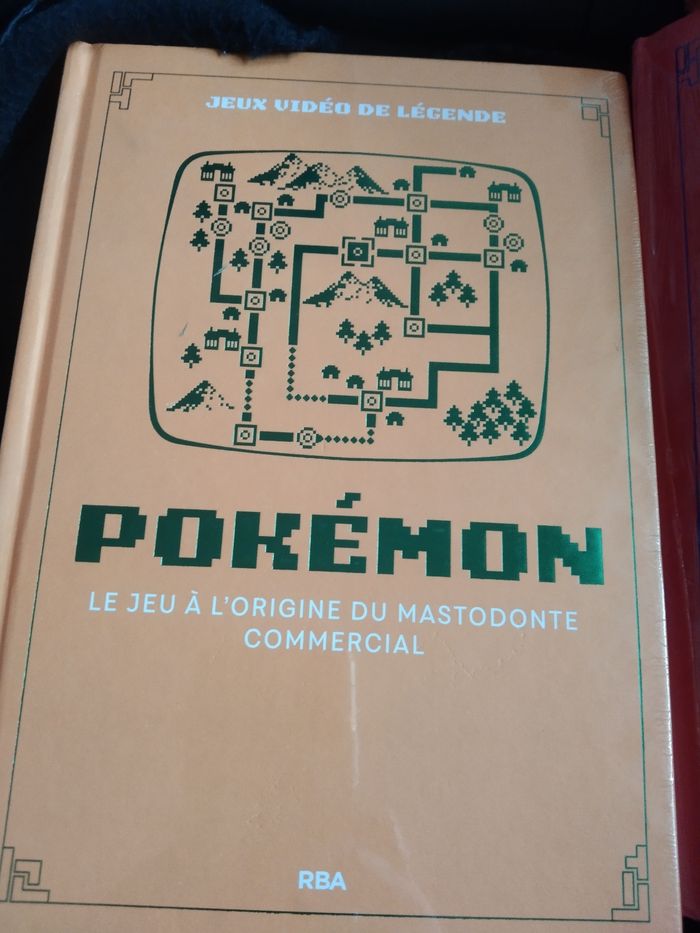 JEUX VIDÉO DE LÉGENDE
POKÉMON
LE JEU À L'ORIGINE DU MASTODONTE
COMMERCIAL
RBA